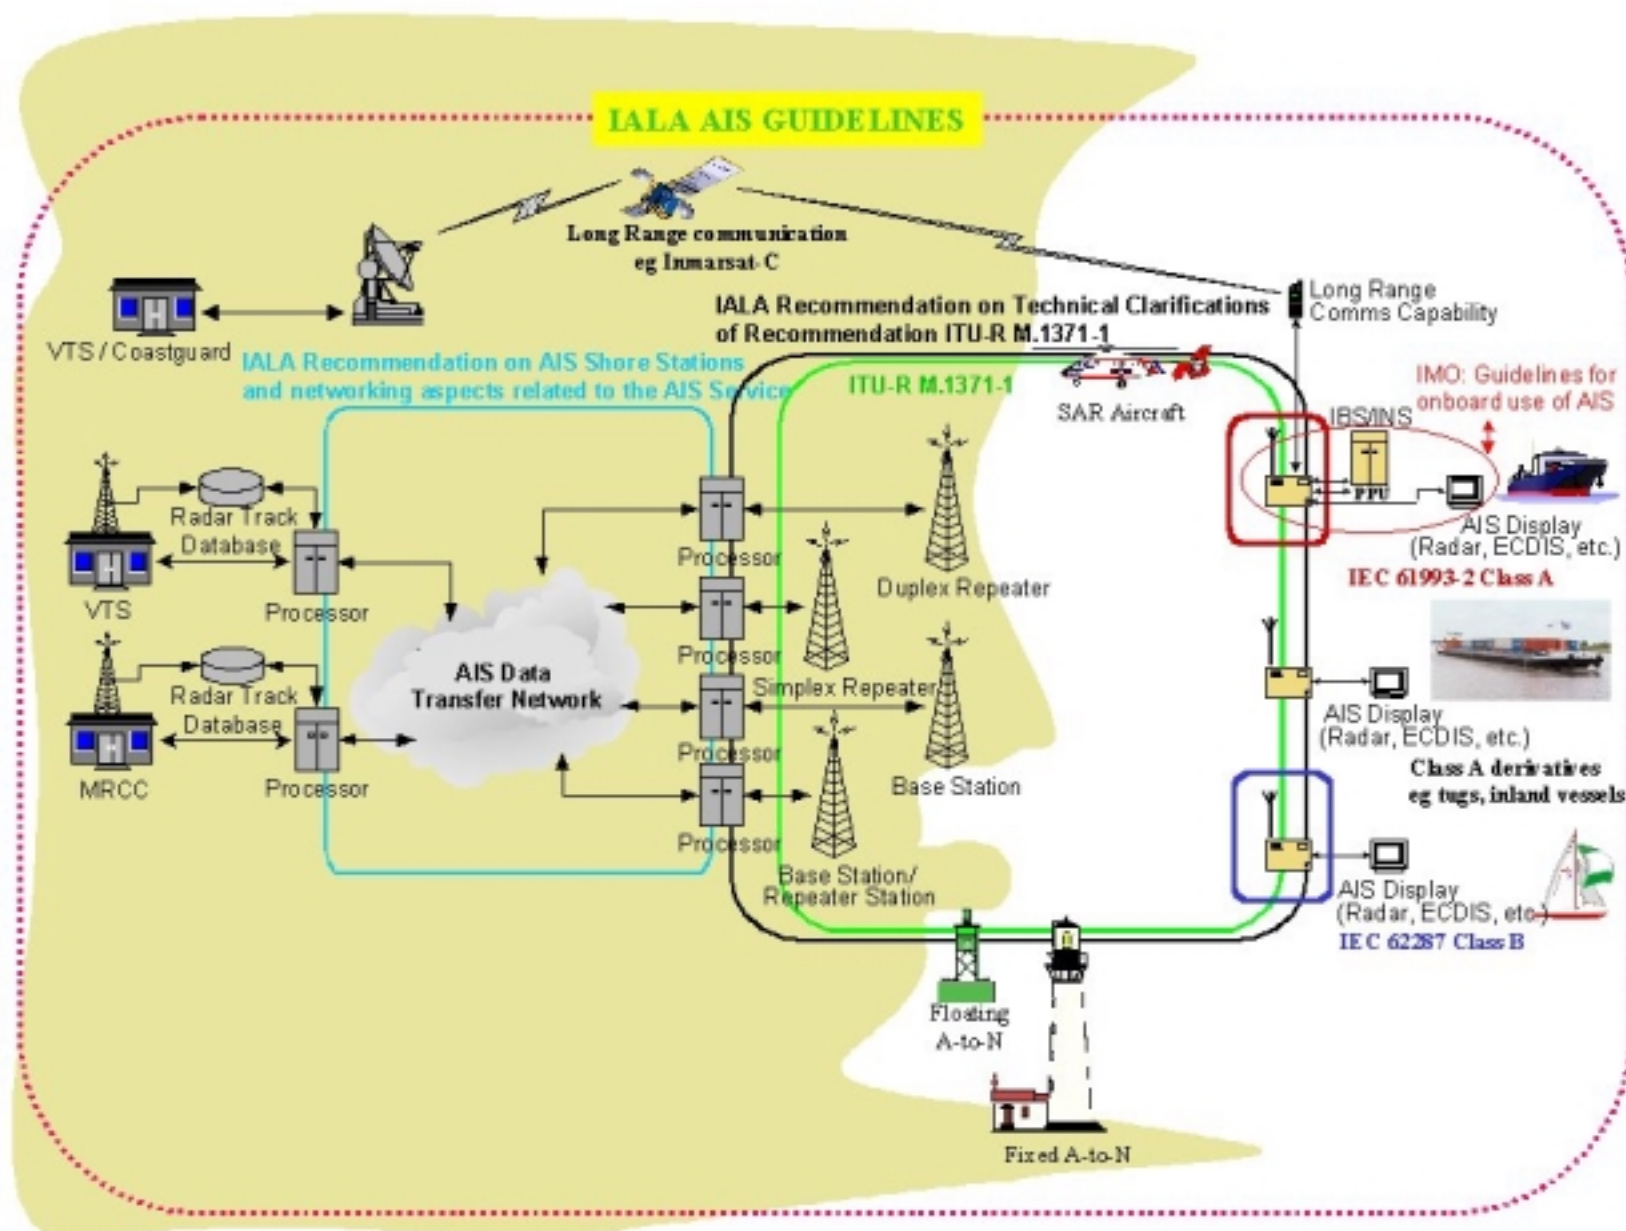 IALA AIS GUIDELINES
Long Range communication
eg Inmarsat-C
VTS / Coastguard
Long Range
Comms Capability
IALA Recommendation on Technical Clarifications
of Recommendation ITU-R M.1371-1
IALA Recommendation on AIS Shore Stations
and networking aspects related to the AIS Service
ITU-R M.1371-1
SAR Aircraft
IMO: Guidelines for
onboard use of AIS
IBS/INS
PPU
AIS Display
(Radar, ECDIS, etc.)
IEC 61993-2 Class A
Radar Track
Database
VTS
Processor
Radar Track
Database
MRCC
Processor
AIS Data
Transfer Network
Processor
Duplex Repeater
Processor
Simplex Repeater
Processor
Base Station
Processor
Base Station/
Repeater Station
AIS Display
(Radar, ECDIS, etc.)
Class A derivatives
eg tugs, inland vessels
AIS Display
(Radar, ECDIS, etc.)
IEC 62287 Class B
Floating
A-to-N
Fixed A-to-N